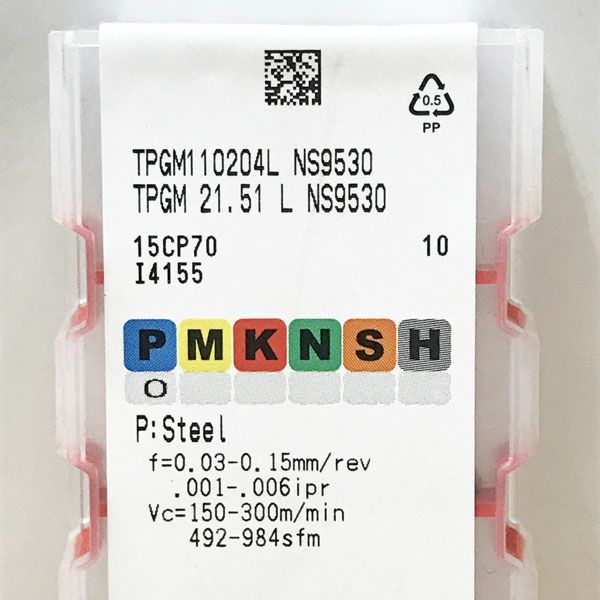 0.5
PP
TPGM110204L NS9530
TPGM 21.51 L NS9530
15CP70 10
I4155
P M K N S H
O
P:Steel
f=0.03-0.15mm/rev
.001-.006ipr
Vc=150-300m/min
492-984sfm